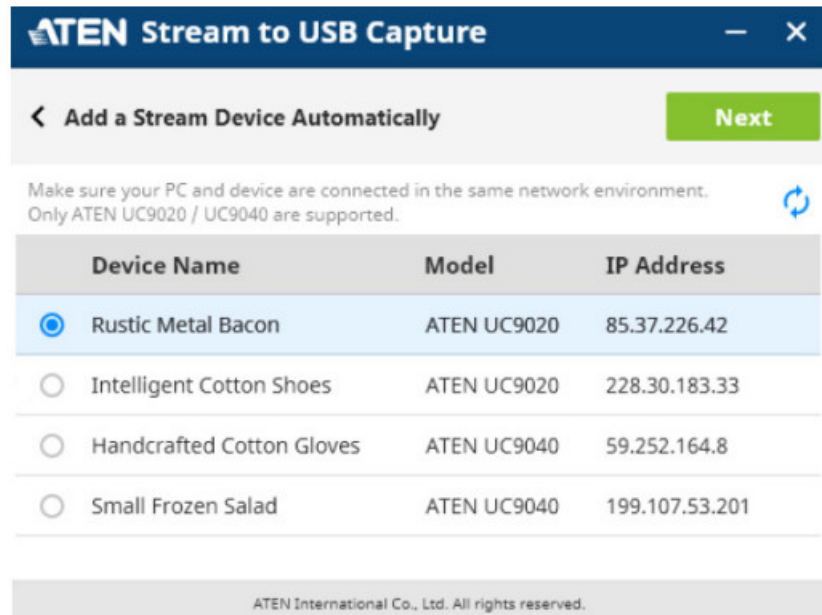 ATEN Stream to USB Capture
Add a Stream Device Automatically Next
Make sure your PC and device are connected in the same network environment.
Only ATEN UC9020 / UC9040 are supported.
Device Name Model IP Address
Rustic Metal Bacon ATEN UC9020 85.37.226.42
Intelligent Cotton Shoes ATEN UC9020 228.30.183.33
Handcrafted Cotton Gloves ATEN UC9040 59.252.164.8
Small Frozen Salad ATEN UC9040 199.107.53.201
ATEN International Co., Ltd. All rights reserved.